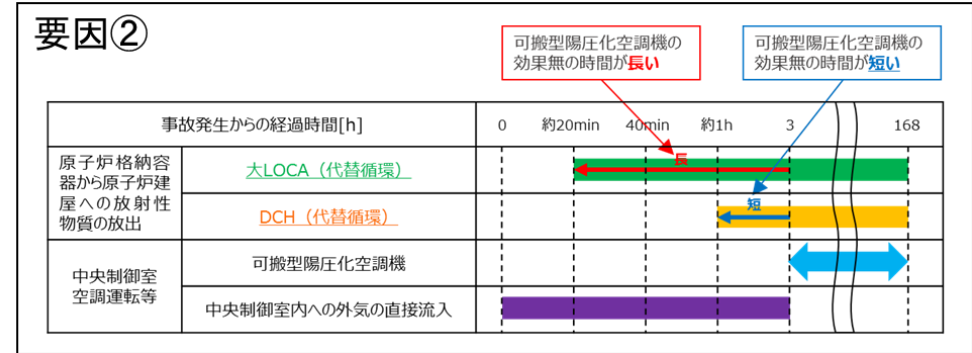 要因②
可搬型陽圧化空調機の
効果無の時間が長い
可搬型陽圧化空調機の
効果無の時間が短い
事故発生からの経過時間[h]
0 約20min 40min 約1h 3 168
原子炉格納容
器から原子炉建
屋への放射性
物質の放出
大LOCA（代替循環）
長
DCH（代替循環）
短
中央制御室
空調運転等
可搬型陽圧化空調機
中央制御室内への外気の直接流入